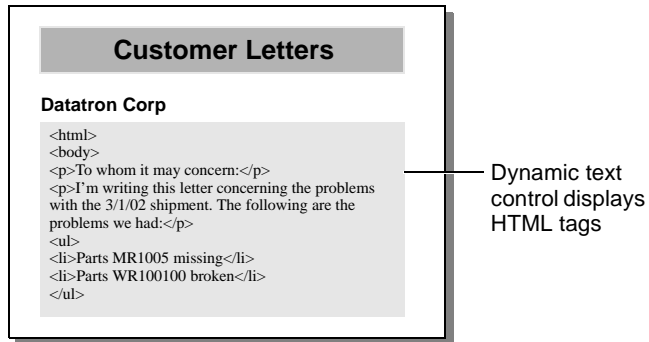 Customer Letters
Datatron Corp
<html>
<body>
<p>To whom it may concern:</p>
<p>I'm writing this letter concerning the problems
with the 3/1/02 shipment. The following are the
problems we had:</p>
<ul>
<li>Parts MR1005 missing</li>
<li>Parts WR100100 broken</li>
</ul>
Dynamic text
control displays
HTML tags